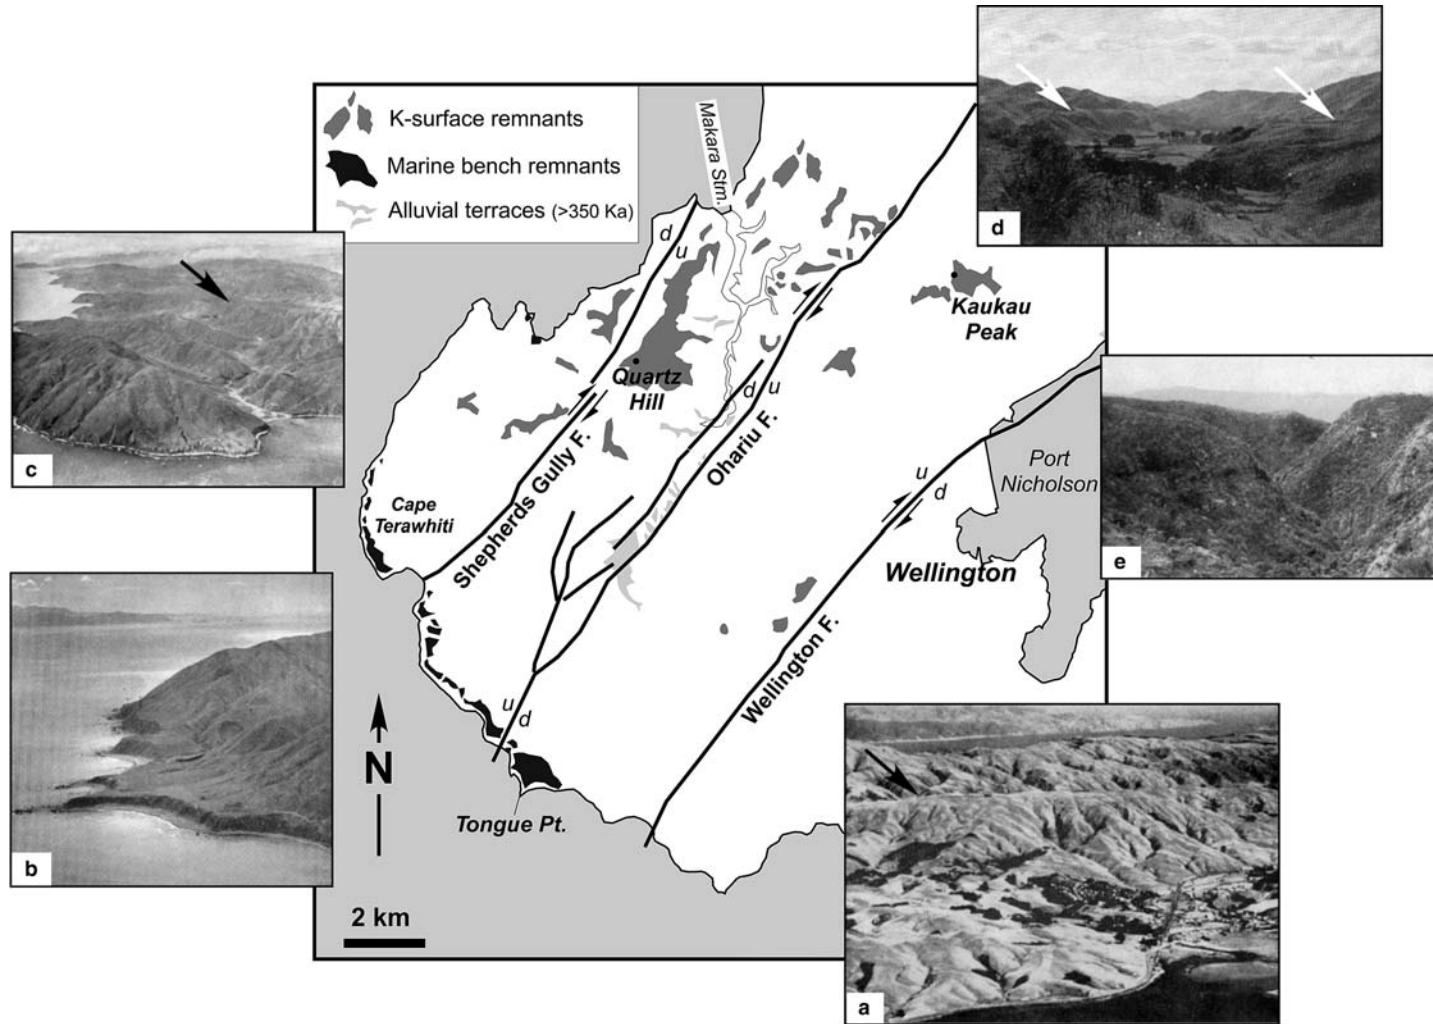 K-surface remnants
Marine bench remnants
Alluvial terraces (>350 Ka)
Makara Stm.
d
c
d
u
Kaukau
Peak
Quartz
Hill
d
u
Port
Nicholson
Shepherds Gully F.
Ohariu F.
u
d
Cape
Terawhiti
e
Wellington
Wellington F.
b
u
d
N
Tongue Pt.
2 km
a